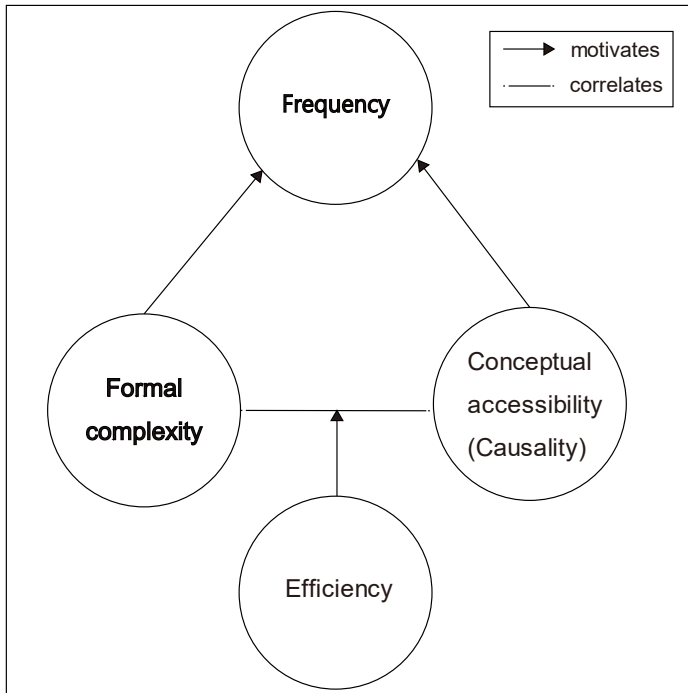 motivates
correlates
Frequency
Formal
complexity
Conceptual
accessibility
(Causality)
Efficiency